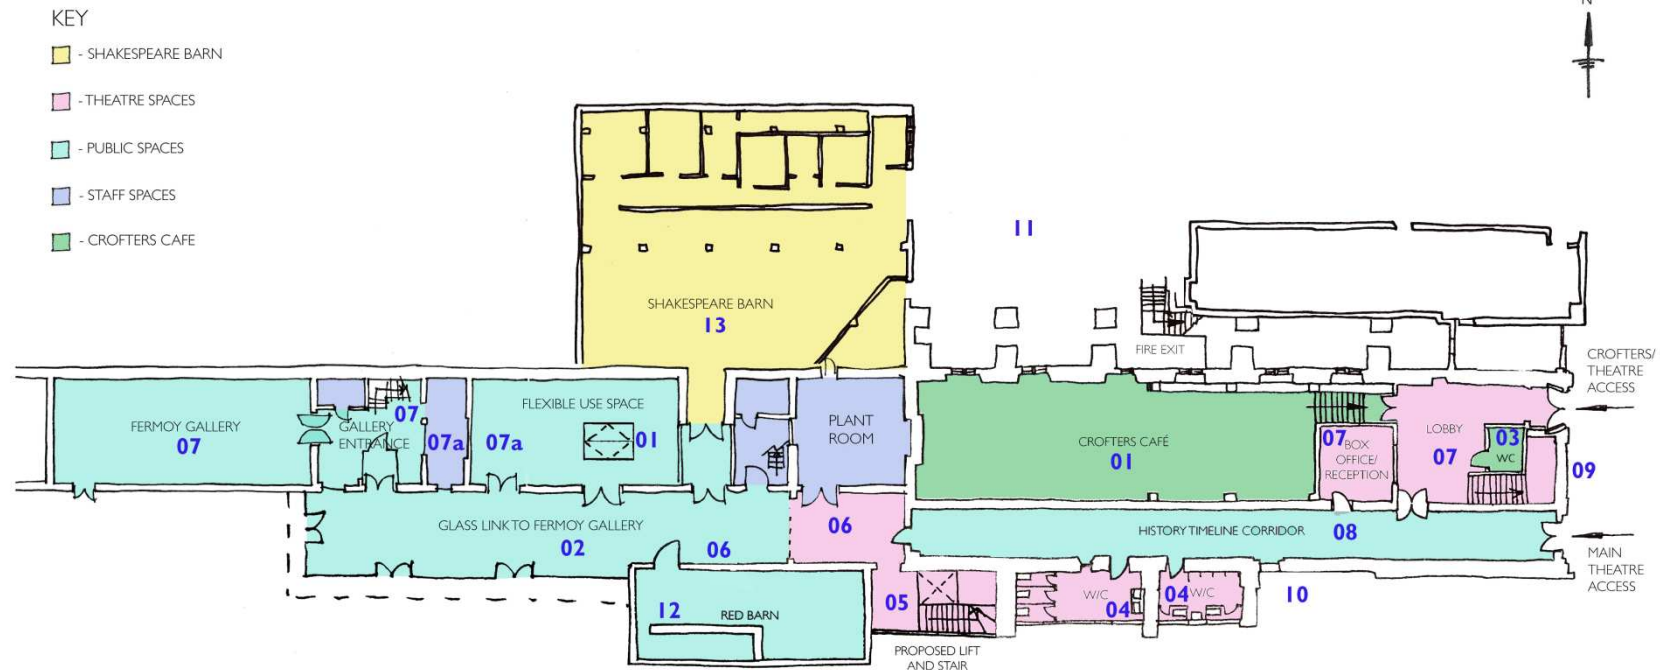 KEY
- SHAKESPEARE BARN
- THEATRE SPACES
- PUBLIC SPACES
- STAFF SPACES
- CROFTERS CAFE
N
11
SHAKESPEARE BARN
13
FIRE EXIT
CROFTERS/
THEATRE
ACCESS
FERMOY GALLERY
07
07
GALLERY
ENTRANCE
07a
FLEXIBLE USE SPACE
07a
01
PLANT
ROOM
CROFTERS CAFÉ
01
07
BOX
OFFICE/
RECEPTION
LOBBY
07
03
WC
09
GLASS LINK TO FERMOY GALLERY
02
06
06
HISTORY TIMELINE CORRIDOR
08
MAIN
THEATRE
ACCESS
12
RED BARN
05
W/C
04
04
W/C
10
PROPOSED LIFT
AND STAIR